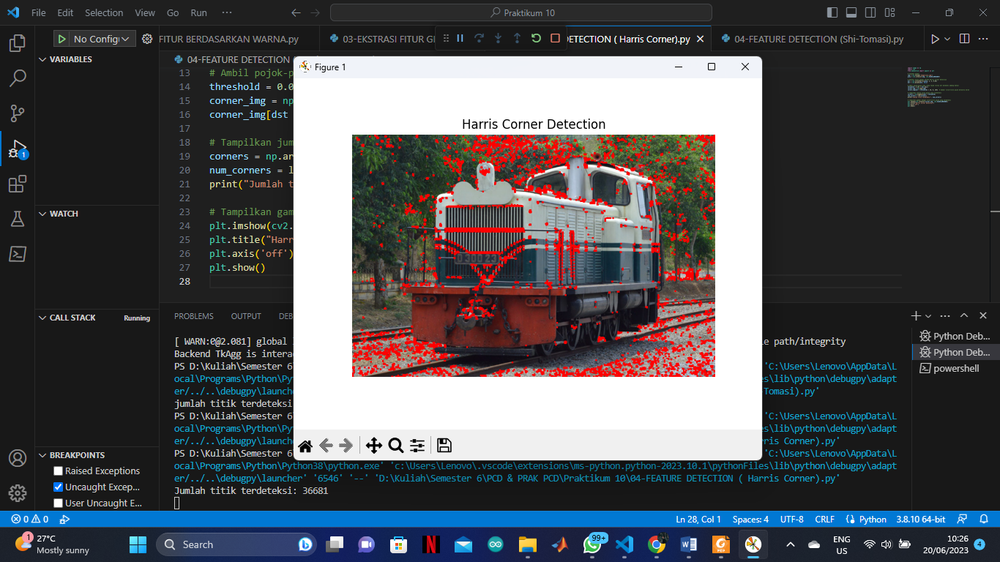 File Edit Selection View Go Run ···
Praktikum 10
No Config
FITUR BERDASARKAN WARNA.py
03-EKSTRASI FITUR
DETECTION ( Harris Corner).py
04-FEATURE DETECTION (Shi-Tomasi).py
VARIABLES
04-FEATURE DETECTION
Figure 1
13 # Ambil pojok-p
14 threshold = 0.0
15 corner_img = np
16 corner_img[dst
17
18 # Tampilkan jum
19 corners = np.ar
20 num_corners = l
21 print("Jumlah t
22
23 # Tampilkan gam
24 plt.imshow(cv2.
25 plt.title("Harr
26 plt.axis('off')
27 plt.show()
28
Harris Corner Detection
0 300 23
WATCH
CALL STACK
Running
BREAKPOINTS
Raised Exceptions
Uncaught Excep...
User Uncaught E...
PROBLEMS OUTPUT DEB
Python Deb...
Python Deb...
powershell
[ WARN:0@2.081] global
e path/integrity
Backend TkAgg is intera
PS D:\Kuliah\Semester 6
'C:\Users\Lenovo\AppData\L
ocal\Programs\Python\Py
es\lib\python\debugpy\adapt
er/../..\debugpy\launche
Tomasi).py'
jumlah titik terdeteksi
PS D:\Kuliah\Semester 6
'C:\Users\Lenovo\AppData\L
ocal\Programs\Python\Py
es\lib\python\debugpy\adapt
er/../..\debugpy\launche
rris Corner).py'
PS D:\Kuliah\Semester 6
'C:\Users\Lenovo\AppData\L
ocal\Programs\Python\Python38\python.exe' 'c:\Users\Lenovo\.vscode\extensions\ms-python.python-2023.10.1\pythonFiles\lib\python\debugpy\adapt
er/../..\debugpy\launcher' '6546' '--' 'D:\Kuliah\Semester 6\PCD & PRAK PCD\Praktikum 10\04-FEATURE DETECTION ( Harris Corner).py'
Jumlah titik terdeteksi: 36681
0 0
Ln 28, Col 1 Spaces: 4 UTF-8 CRLF Python 3.8.10 64-bit
1
27°C
Mostly sunny
Search
99+
ENG
US
10:26
20/06/2023
4